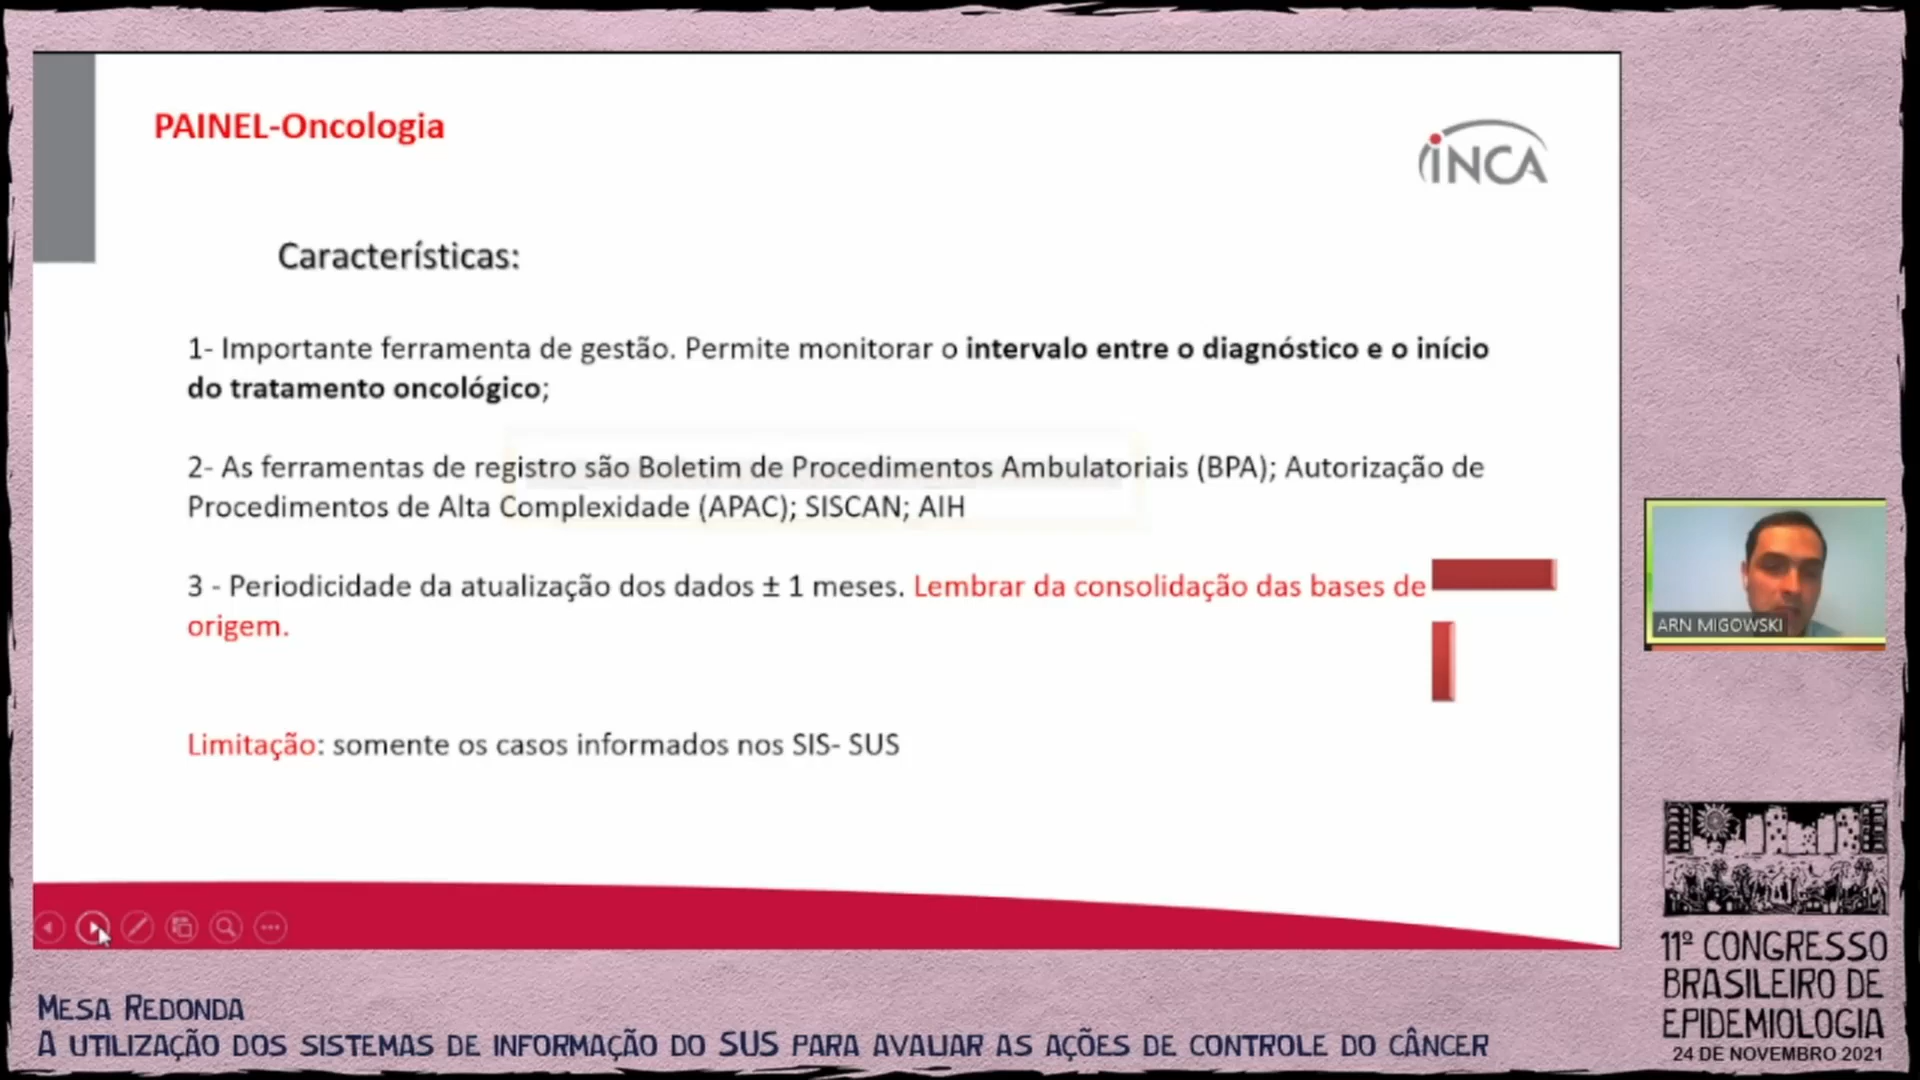 PAINEL-Oncologia
INCA
Características:
1- Importante ferramenta de gestão. Permite monitorar o intervalo entre o diagnóstico e o início
do tratamento oncológico;
2- As ferramentas de registro são Boletim de Procedimentos Ambulatoriais (BPA); Autorização de
Procedimentos de Alta Complexidade (APAC); SISCAN; AIH
3 - Periodicidade da atualização dos dados ± 1 meses. Lembrar da consolidação das bases de
origem.
Limitação: somente os casos informados nos SIS- SUS
ARN MIGOWSKI
MESA REDONDA
A UTILIZAÇÃO DOS SISTEMAS DE INFORMAÇÃO DO SUS PARA AVALIAR AS AÇÕES DE CONTROLE DO CÂNCER
11º CONGRESSO
BRASILEIRO DE
EPIDEMIOLOGIA
24 DE NOVEMBRO 2021